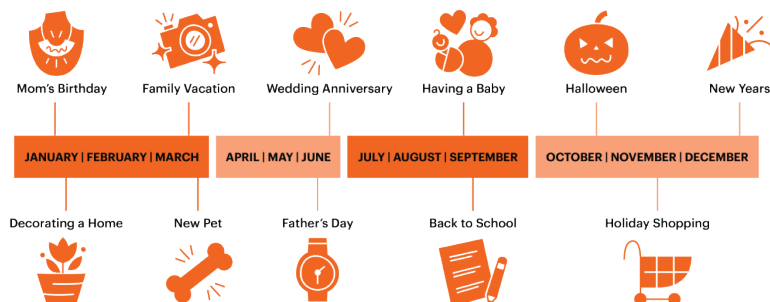 Mom's Birthday
Family Vacation
Wedding Anniversary
Having a Baby
Halloween
New Years
JANUARY | FEBRUARY | MARCH
APRIL | MAY | JUNE
JULY | AUGUST | SEPTEMBER
OCTOBER | NOVEMBER | DECEMBER
Decorating a Home
New Pet
Father's Day
Back to School
Holiday Shopping